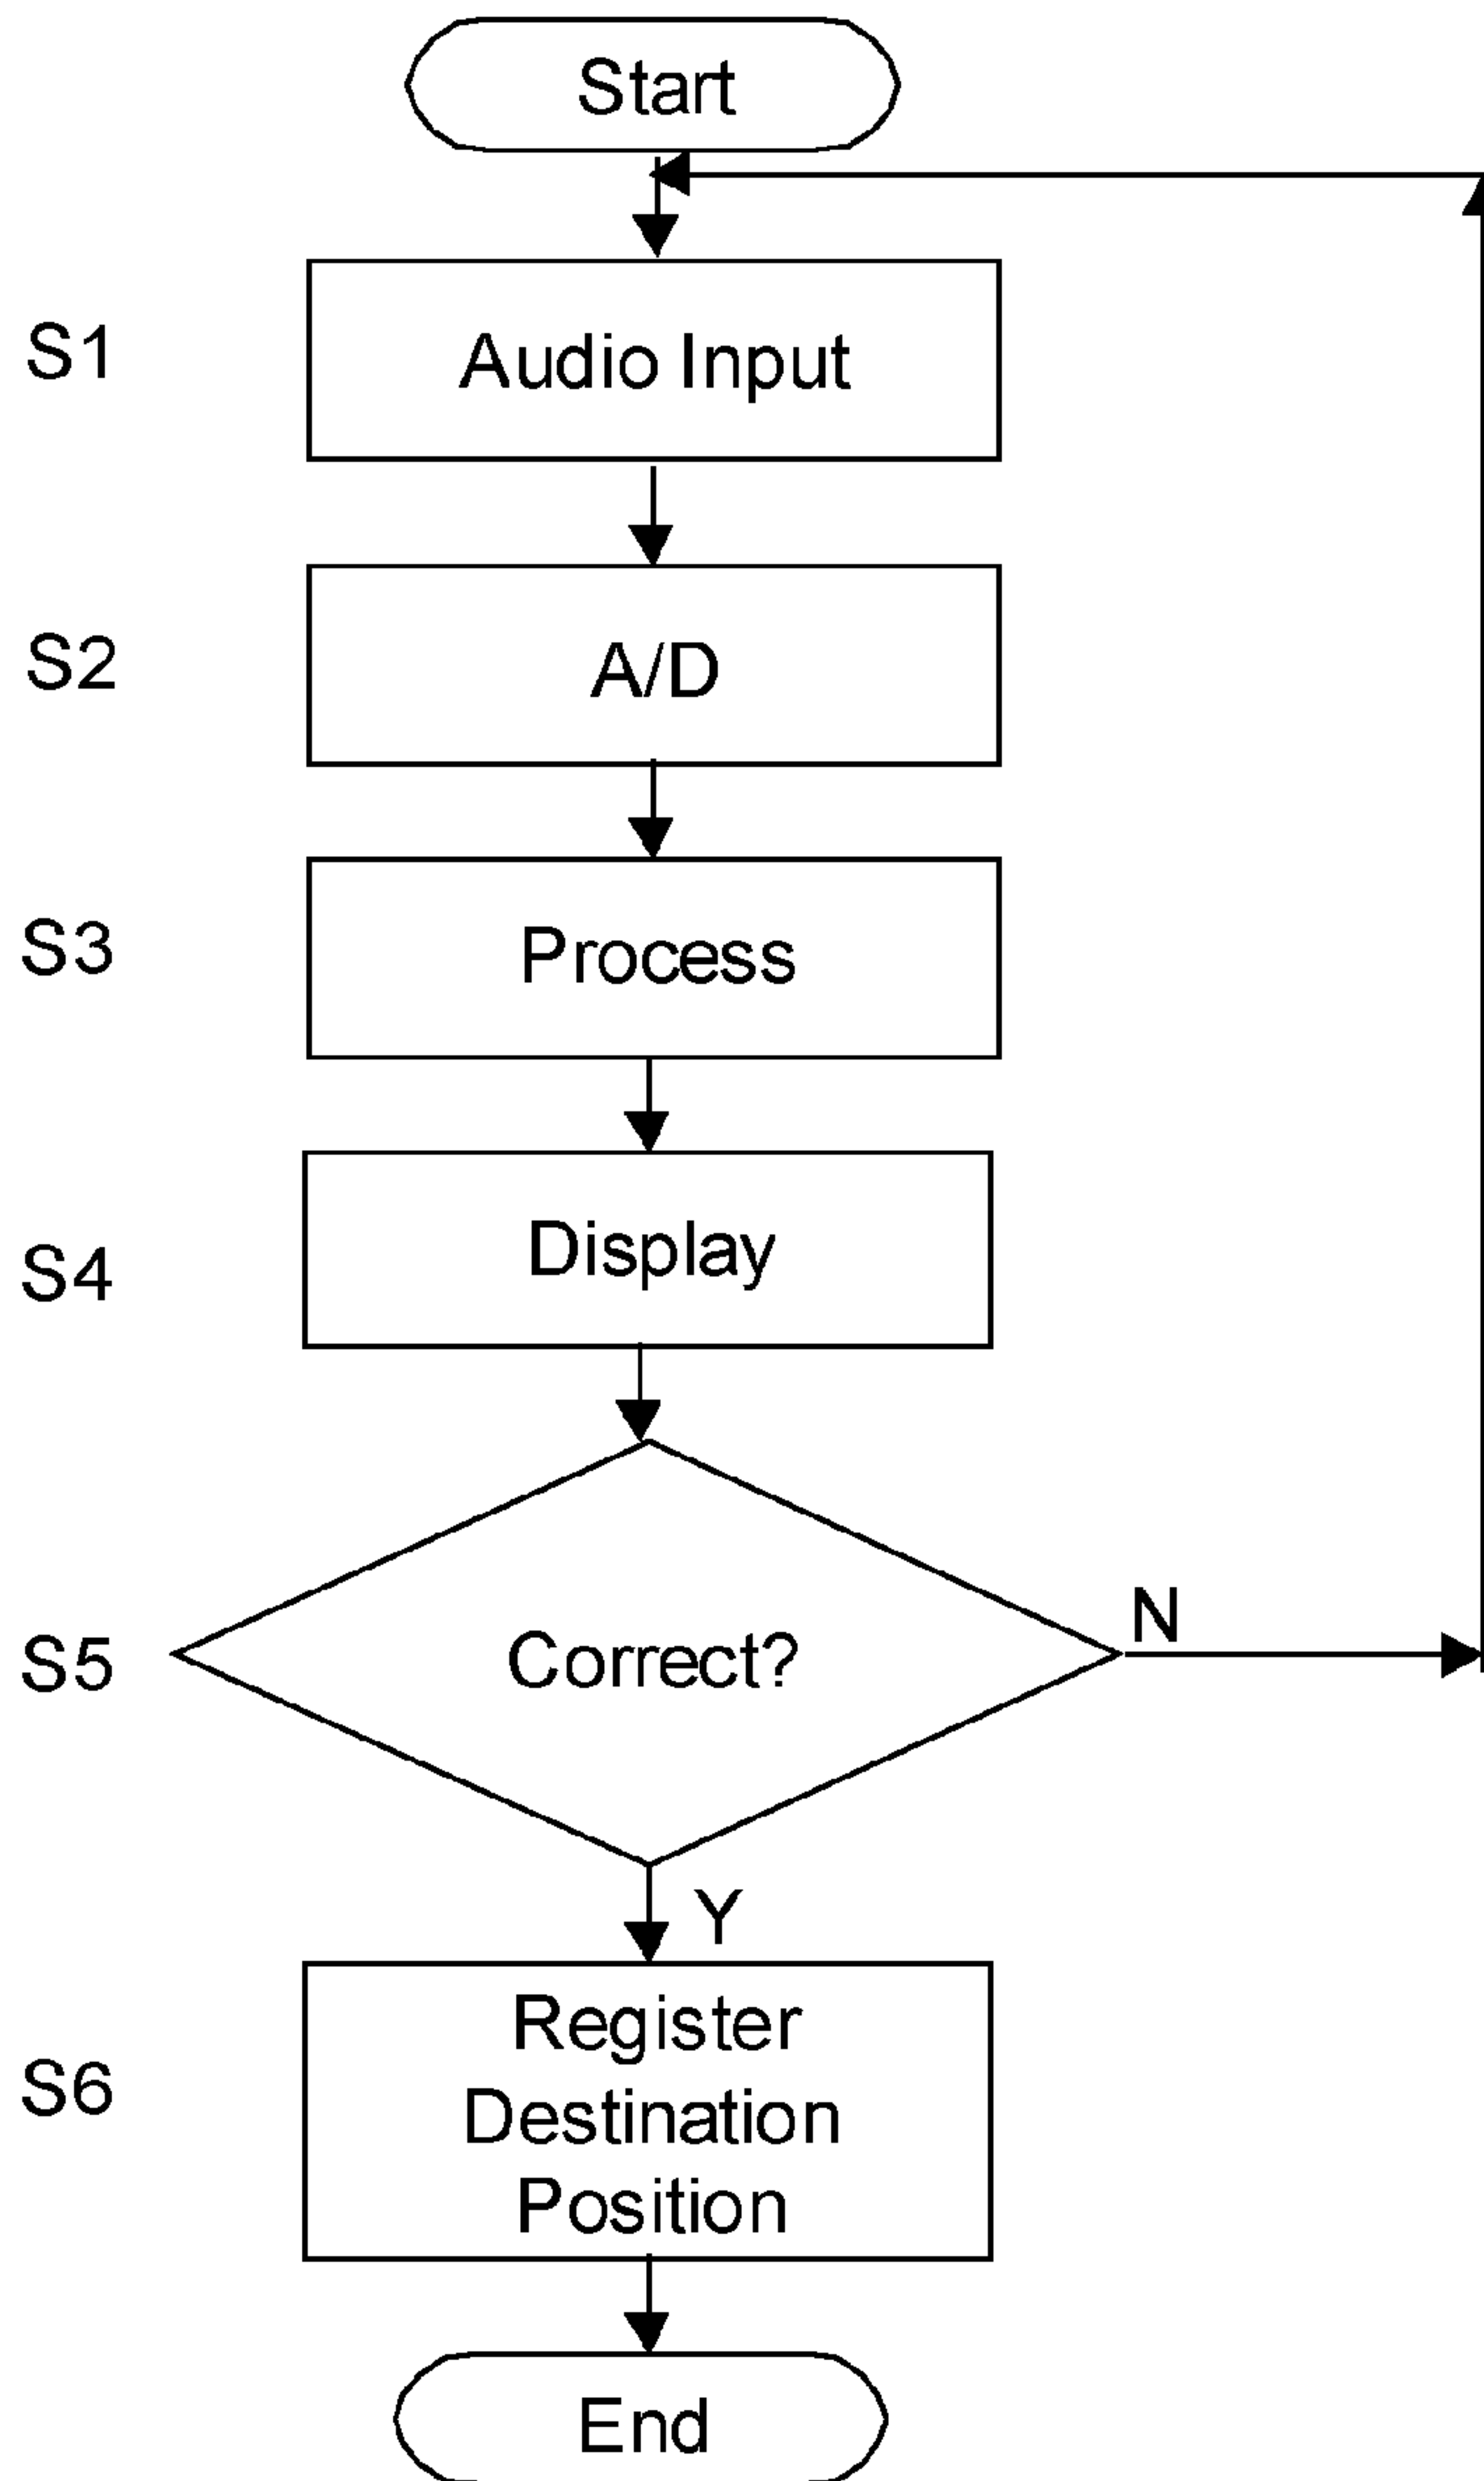 Start
S1
Audio Input
S2
A/D
S3
Process
S4
Display
S5
Correct?
N
Y
S6
Register
Destination
Position
End